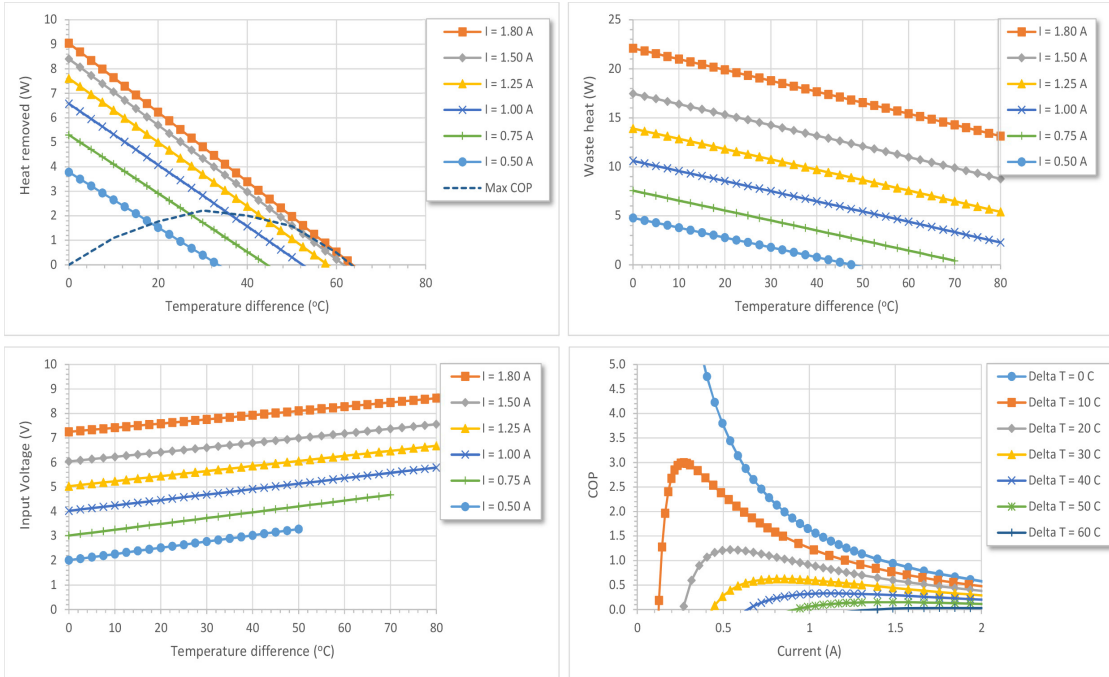 10
9
8
7
6
5
4
3
2
1
0
Heat removed (W)
0 20 40 60 80
Temperature difference (°C)
I = 1.80 A
I = 1.50 A
I = 1.25 A
I = 1.00 A
I = 0.75 A
I = 0.50 A
Max COP
25
20
15
10
5
0
Waste heat (W)
0 10 20 30 40 50 60 70 80
Temperature difference (°C)
I = 1.80 A
I = 1.50 A
I = 1.25 A
I = 1.00 A
I = 0.75 A
I = 0.50 A
10
9
8
7
6
5
4
3
2
1
0
Input Voltage (V)
0 10 20 30 40 50 60 70 80
Temperature difference (°C)
I = 1.80 A
I = 1.50 A
I = 1.25 A
I = 1.00 A
I = 0.75 A
I = 0.50 A
5.0
4.5
4.0
3.5
3.0
2.5
2.0
1.5
1.0
0.5
0.0
COP
0 0.5 1 1.5 2
Current (A)
Delta T = 0 C
Delta T = 10 C
Delta T = 20 C
Delta T = 30 C
Delta T = 40 C
Delta T = 50 C
Delta T = 60 C